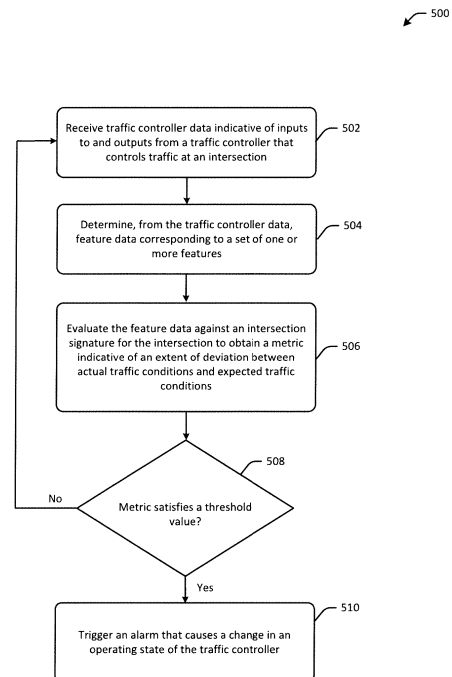 500
Receive traffic controller data indicative of inputs
to and outputs from a traffic controller that
controls traffic at an intersection
502
Determine, from the traffic controller data,
feature data corresponding to a set of one or
more features
504
Evaluate the feature data against an intersection
signature for the intersection to obtain a metric
indicative of an extent of deviation between
actual traffic conditions and expected traffic
conditions
506
508
Metric satisfies a threshold
value?
No
Yes
510
Trigger an alarm that causes a change in an
operating state of the traffic controller